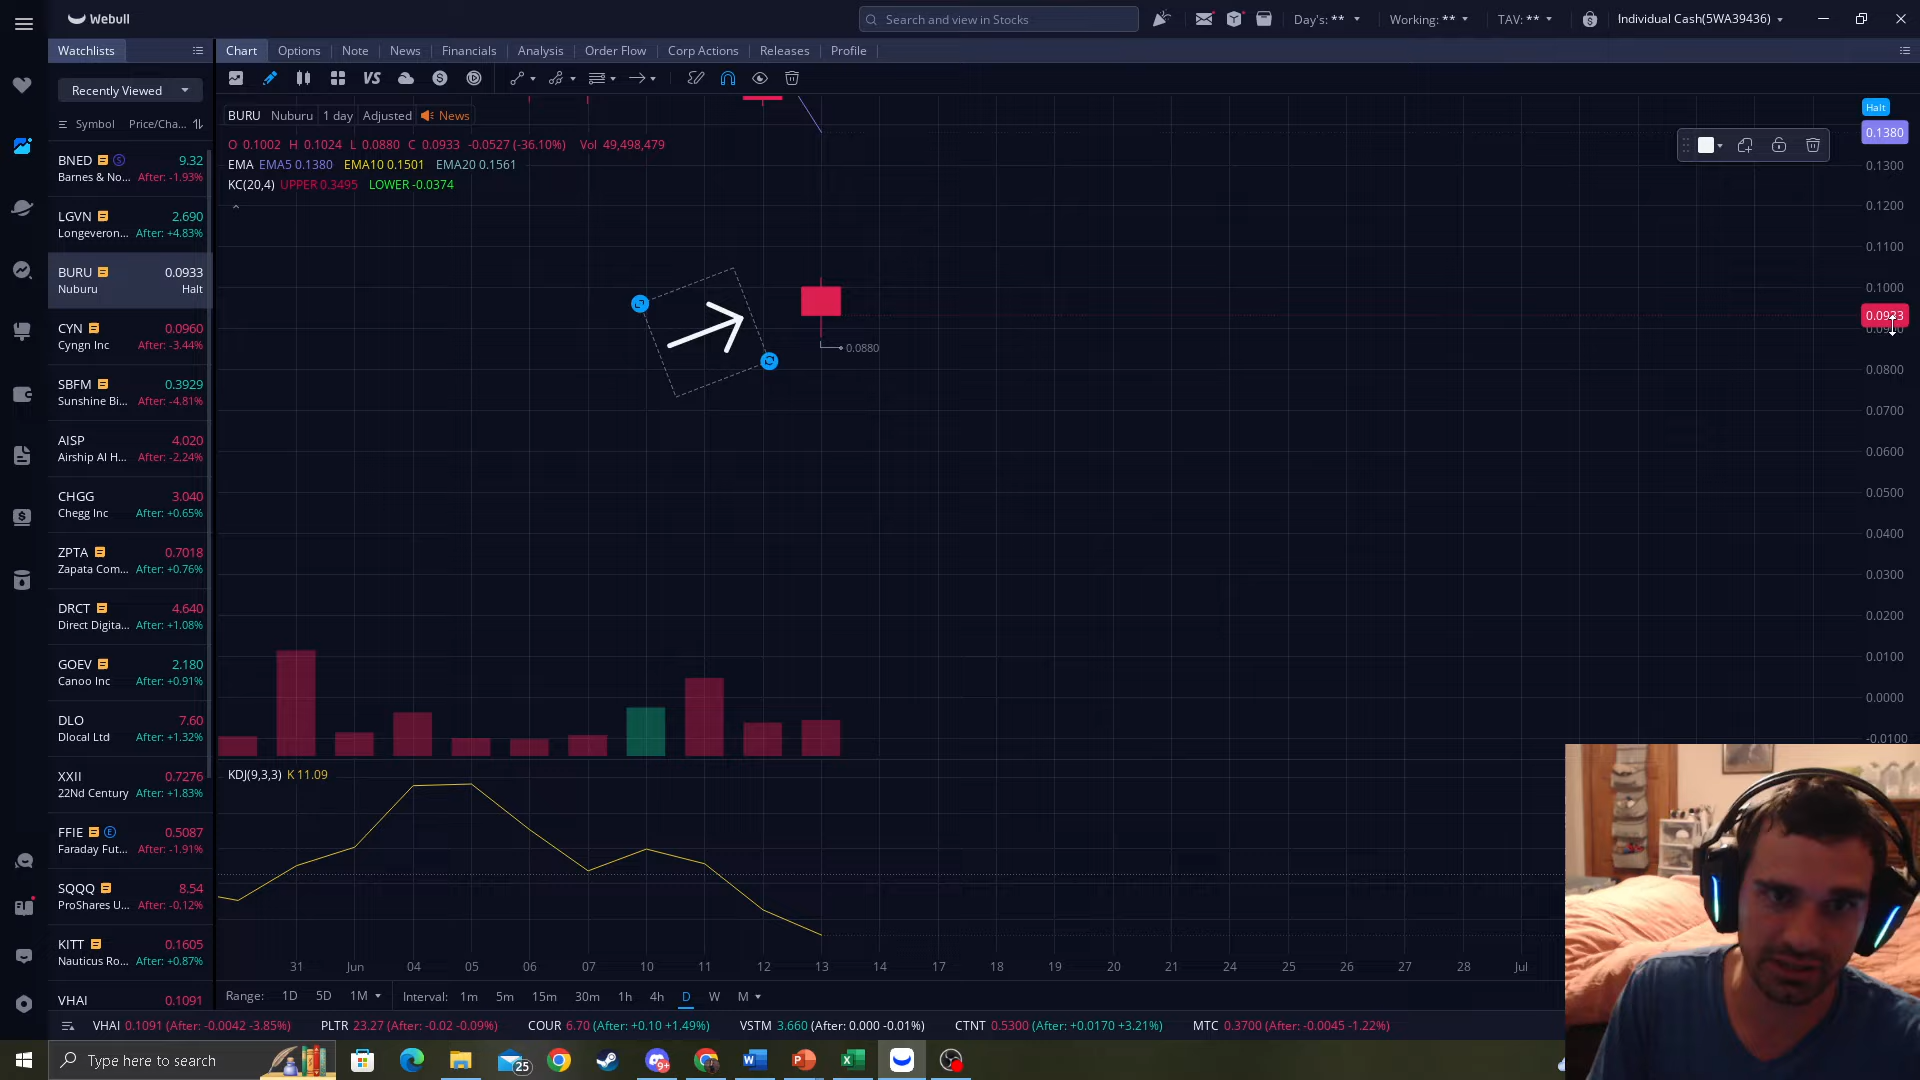 Webull
Search and view in Stocks
Day's: **
Working: **
TAV: **
Individual Cash(5WA39436)
Watchlists
Chart Options Note News Financials Analysis Order Flow Corp Actions Releases Profile
Recently Viewed
VS
Symbol Price/Cha...
BURU Nuburu 1 day Adjusted News
O 0.1002 H 0.1024 L 0.0880 C 0.0933 -0.0527 (-36.10%) Vol 49,498,479
EMA EMA5 0.1380 EMA10 0.1501 EMA20 0.1561
KC(20,4) UPPER 0.3495 LOWER -0.0374
BNED 9.32
Barnes & No... After: -1.93%
LGVN 2.690
Longeveron... After: +4.83%
BURU 0.0933
Nuburu Halt
CYN 0.0960
Cyngn Inc After: -3.44%
SBFM 0.3929
Sunshine Bi... After: -4.81%
AISP 4.020
Airship AI H... After: -2.24%
CHGG 3.040
Chegg Inc After: +0.65%
ZPTA 0.7018
Zapata Com... After: +0.76%
DRCT 4.640
Direct Digita... After: +1.08%
GOEV 2.180
Canoo Inc After: +0.91%
DLO 7.60
Dlocal Ltd After: +1.32%
XXII 0.7276
22Nd Century After: +1.83%
FFIE 0.5087
Faraday Fut... After: -1.91%
SQQQ 8.54
ProShares U... After: -0.12%
KITT 0.1605
Nauticus Ro... After: +0.87%
VHAI 0.1091
Halt
0.1380
0.1300
0.1200
0.1100
0.1000
0.0800
0.0700
0.0600
0.0500
0.0400
0.0300
0.0200
0.0100
0.0000
-0.0100
0.0880
KDJ(9,3,3) K 11.09
31 Jun 04 05 06 07 10 11 12 13 14 17 18 19 20 21 24 25 26 27 28 Jul
Range: 1D 5D 1M Interval: 1m 5m 15m 30m 1h 4h D W M
VHAI 0.1091 (After: -0.0042 -3.85%) PLTR 23.27 (After: -0.02 -0.09%) COUR 6.70 (After: +0.10 +1.49%) VSTM 3.660 (After: 0.000 -0.01%) CTNT 0.5300 (After: +0.0170 +3.21%) MTC 0.3700 (After: -0.0045 -1.22%)
Type here to search
25
9+